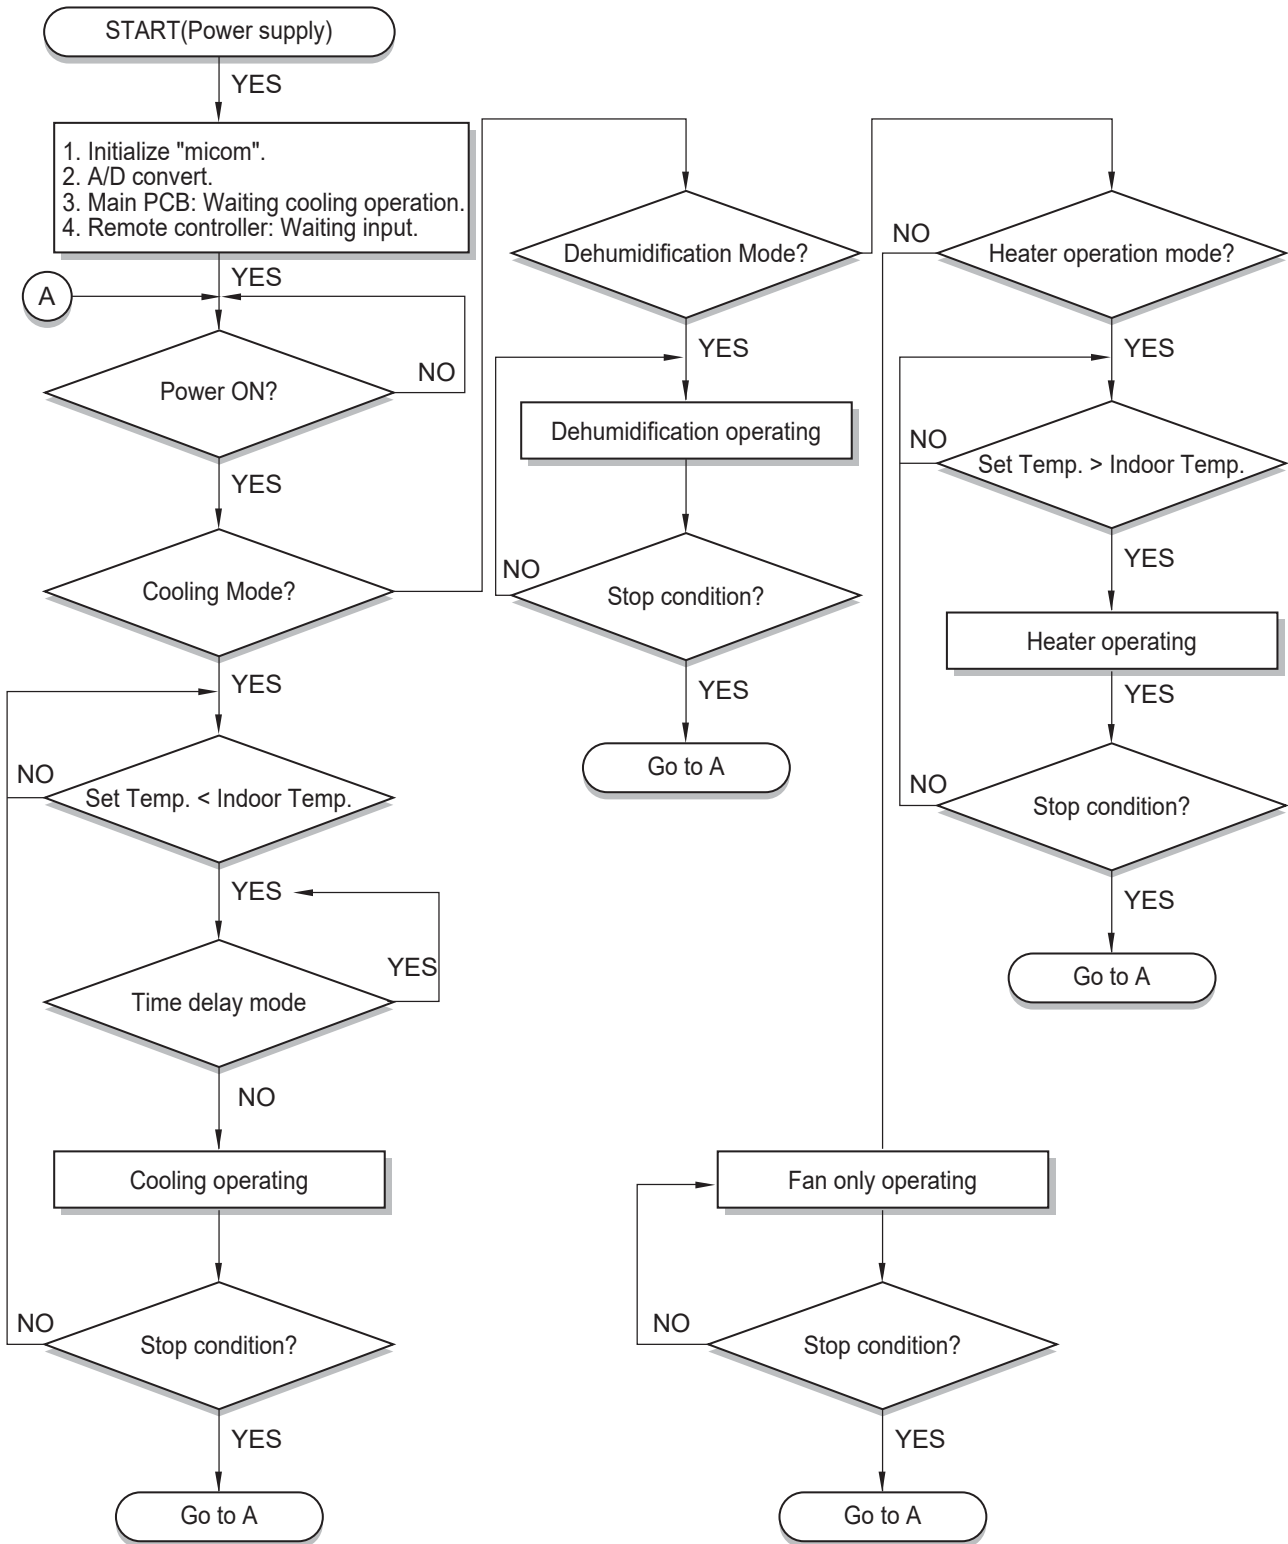 START(Power supply)
YES
1. Initialize "micom".
2. A/D convert.
3. Main PCB: Waiting cooling operation.
4. Remote controller: Waiting input.
YES
A
Power ON?
NO
YES
Cooling Mode?
YES
NO
Set Temp. < Indoor Temp.
YES
YES
Time delay mode
NO
Cooling operating
NO
Stop condition?
YES
Go to A
Dehumidification Mode?
YES
Dehumidification operating
NO
Stop condition?
YES
Go to A
NO
Heater operation mode?
YES
NO
Set Temp. > Indoor Temp.
YES
Heater operating
YES
NO
Stop condition?
YES
Go to A
Fan only operating
NO
Stop condition?
YES
Go to A